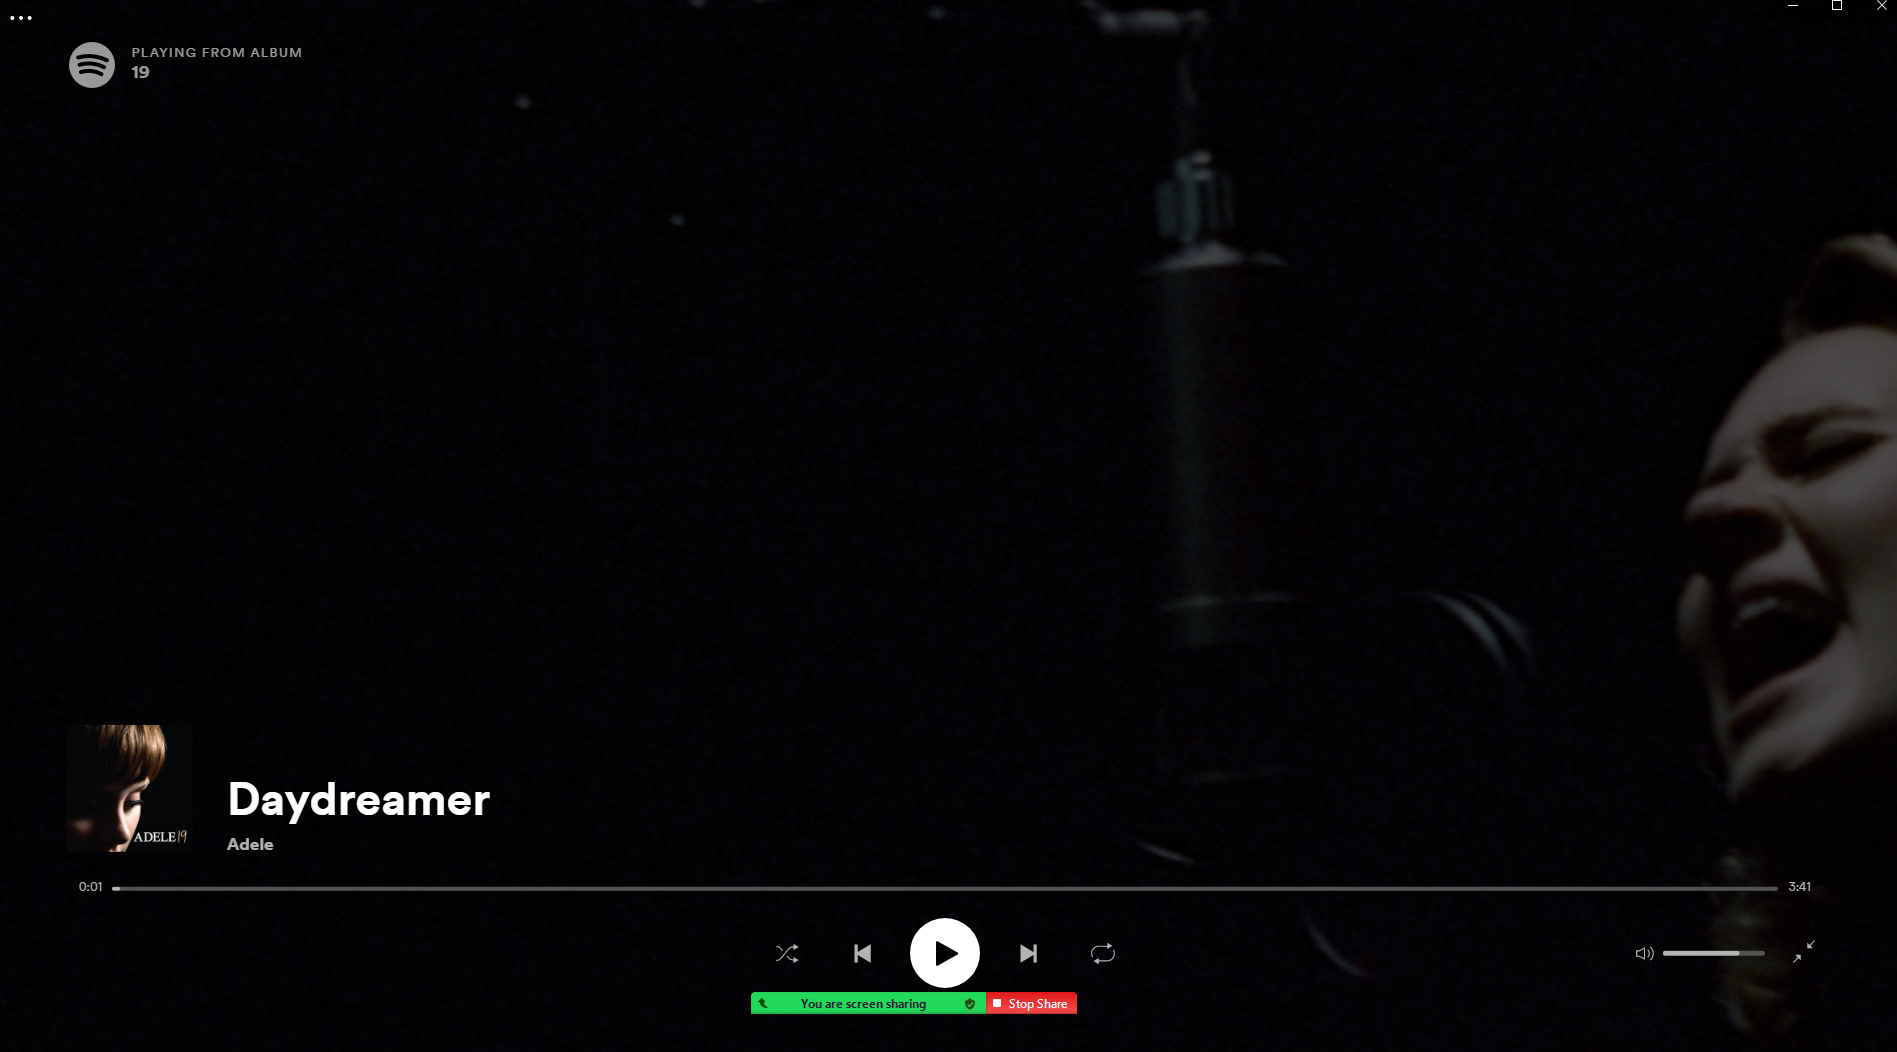 PLAYING FROM ALBUM
19
ADELE 19
Daydreamer
Adele
0:01
3:41
You are screen sharing
Stop Share